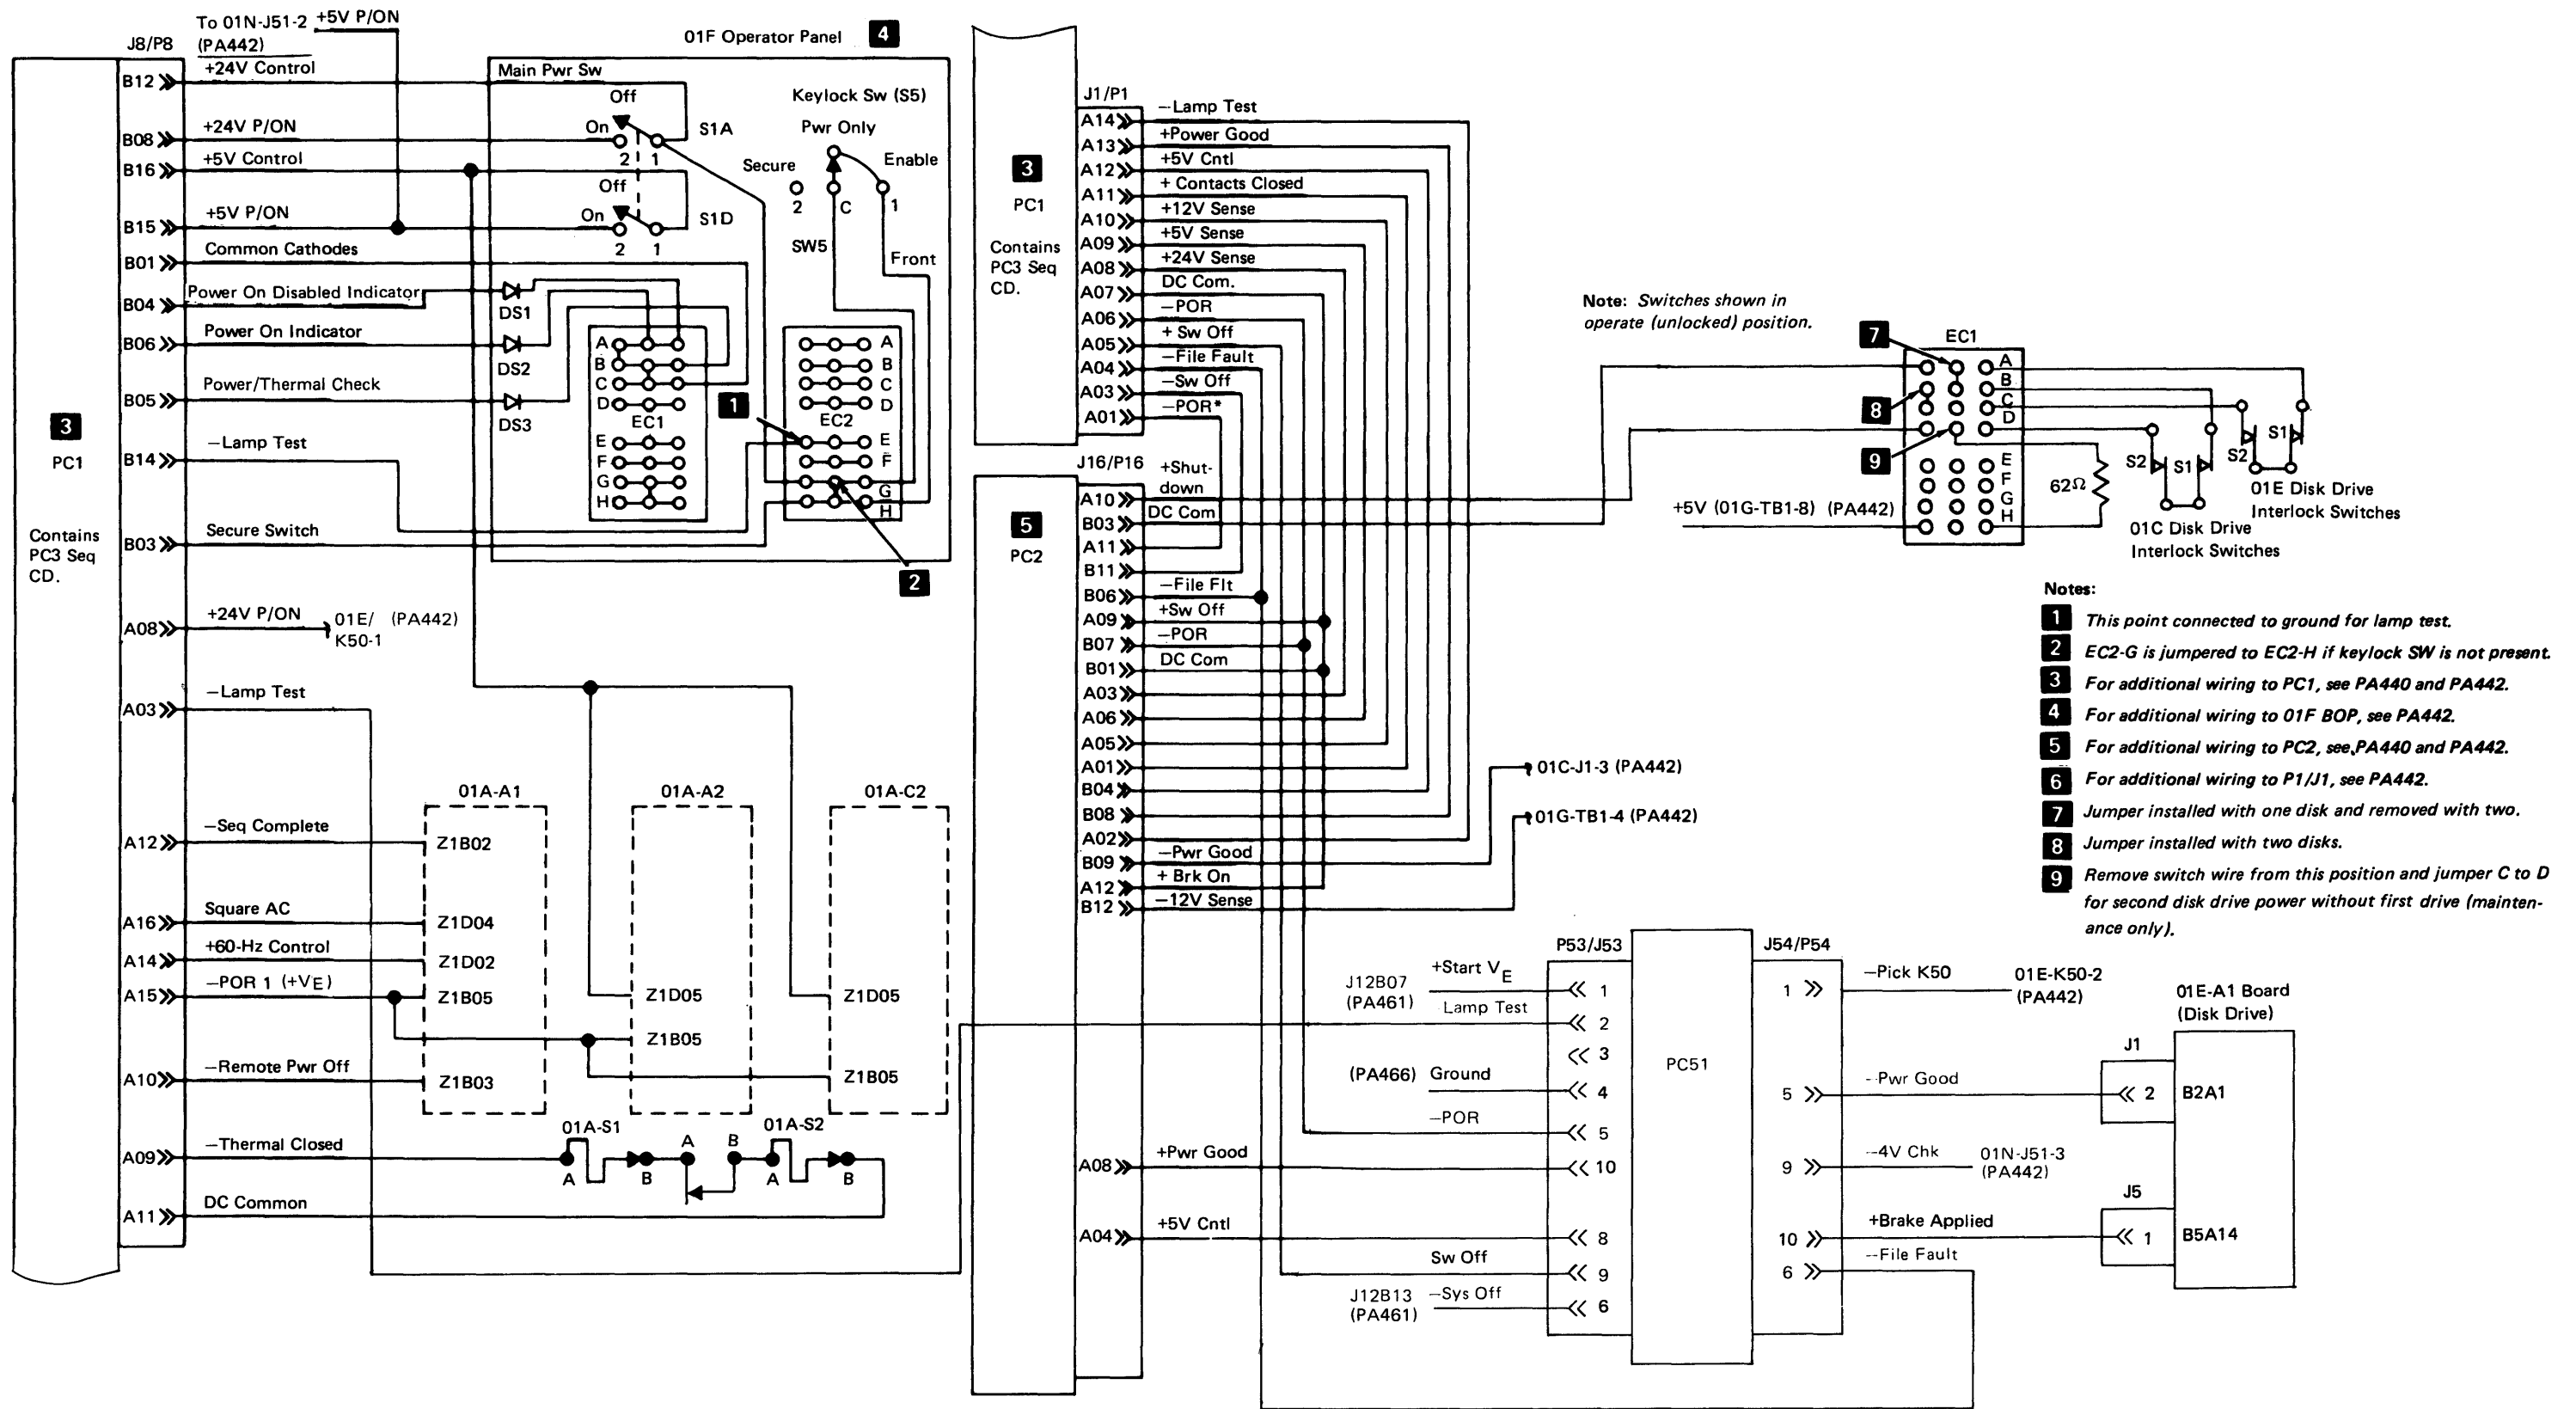 To 01N-J51-2
(PA442)
+5V P/ON
J8/P8
B12
+24V Control
B08
+24V P/ON
B16
+5V Control
B15
+5V P/ON
B01
Common Cathodes
B04
Power On Disabled Indicator
B06
Power On Indicator
B05
Power/Thermal Check
B14
—Lamp Test
B03
Secure Switch
A08
+24V P/ON
01E/ (PA442)
K50-1
A03
—Lamp Test
A12
—Seq Complete
A16
Square AC
A14
+60-Hz Control
A15
—POR 1 (+VE)
A10
—Remote Pwr Off
A09
—Thermal Closed
A11
DC Common
3
PC1
Contains
PC3 Seq
CD.
01F Operator Panel
4
Main Pwr Sw
Off
On
2
1
S1A
Off
On
2
1
S1D
Keylock Sw (S5)
Pwr Only
Secure
Enable
2
C
1
SW5
Front
DS1
DS2
DS3
A
B
C
D
EC1
E
F
G
H
A
B
C
D
EC2
E
F
G
H
1
2
01A-A1
Z1B02
Z1D04
Z1D02
Z1B05
Z1B03
01A-A2
Z1D05
Z1B05
01A-C2
Z1D05
Z1B05
01A-S1
A
B
A
B
01A-S2
A
B
3
PC1
Contains
PC3 Seq
CD.
J1/P1
A14
—Lamp Test
A13
+Power Good
A12
+5V Cntl
A11
+ Contacts Closed
A10
+12V Sense
A09
+5V Sense
A08
+24V Sense
A07
DC Com.
A06
—POR
A05
+ Sw Off
A04
—File Fault
A03
—Sw Off
A01
—POR*
J16/P16
5
PC2
A10
+Shut-
down
B03
DC Com
A11
B11
B06
—File Flt
A09
+Sw Off
B07
—POR
B01
DC Com
A03
A06
A05
A01
B04
B08
A02
B09
—Pwr Good
A12
+ Brk On
B12
—12V Sense
A08
+Pwr Good
A04
+5V Cntl
01C-J1-3 (PA442)
01G-TB1-4 (PA442)
Note: Switches shown in
operate (unlocked) position.
7
8
9
EC1
A
B
C
D
E
F
G
H
+5V (01G-TB1-8) (PA442)
62Ω
S2
S1
S2
S1
01E Disk Drive
Interlock Switches
01C Disk Drive
Interlock Switches
Notes:
1 This point connected to ground for lamp test.
2 EC2-G is jumpered to EC2-H if keylock SW is not present.
3 For additional wiring to PC1, see PA440 and PA442.
4 For additional wiring to 01F BOP, see PA442.
5 For additional wiring to PC2, see PA440 and PA442.
6 For additional wiring to P1/J1, see PA442.
7 Jumper installed with one disk and removed with two.
8 Jumper installed with two disks.
9 Remove switch wire from this position and jumper C to D
for second disk drive power without first drive (mainten-
ance only).
P53/J53
J12B07
(PA461)
+Start VE
1
Lamp Test
2
3
(PA466) Ground
4
—POR
5
10
8
Sw Off
9
J12B13
(PA461)
—Sys Off
6
PC51
J54/P54
1
—Pick K50
01E-K50-2
(PA442)
5
--Pwr Good
9
--4V Chk
01N-J51-3
(PA442)
10
+Brake Applied
6
--File Fault
01E-A1 Board
(Disk Drive)
J1
2
B2A1
J5
1
B5A14